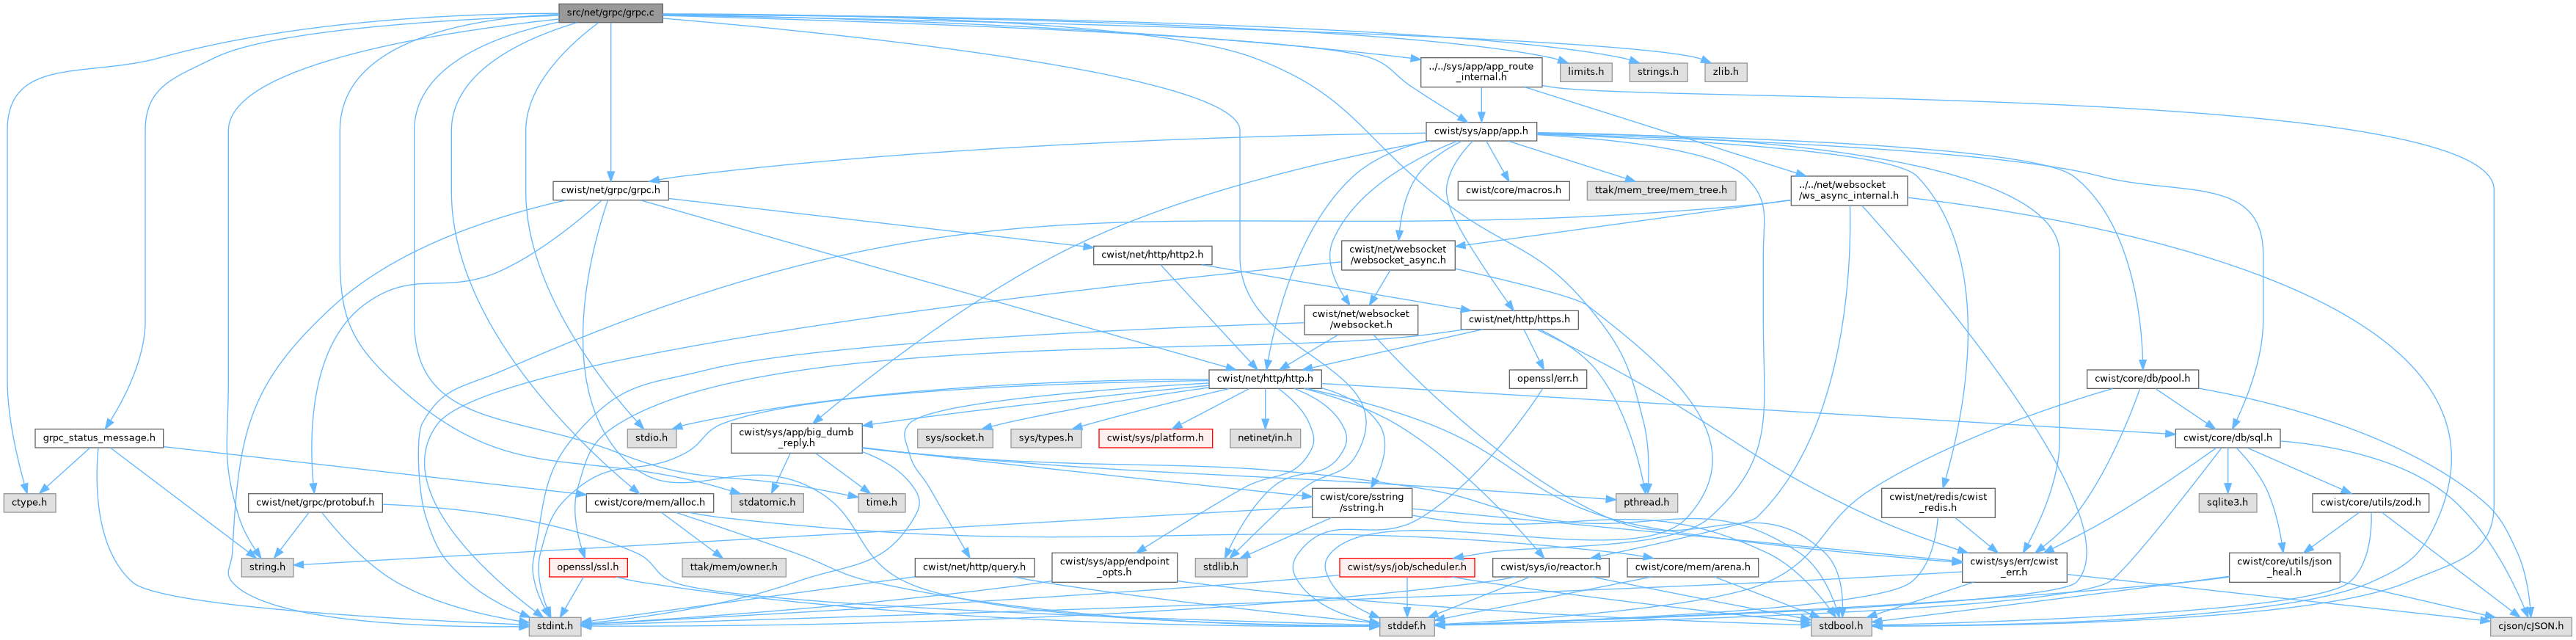 src/net/grpc/grpc.c
../../sys/app/app_route
_internal.h
limits.h
strings.h
zlib.h
cwist/sys/app/app.h
cwist/net/grpc/grpc.h
cwist/core/macros.h
ttak/mem_tree/mem_tree.h
../../net/websocket
/ws_async_internal.h
cwist/net/http/http2.h
cwist/net/websocket
/websocket_async.h
cwist/net/websocket
/websocket.h
cwist/net/http/https.h
cwist/net/http/http.h
openssl/err.h
cwist/core/db/pool.h
grpc_status_message.h
stdio.h
cwist/sys/app/big_dumb
_reply.h
sys/socket.h
sys/types.h
cwist/sys/platform.h
netinet/in.h
cwist/core/db/sql.h
ctype.h
cwist/net/grpc/protobuf.h
cwist/core/mem/alloc.h
stdatomic.h
time.h
cwist/core/sstring
/sstring.h
pthread.h
cwist/net/redis/cwist
_redis.h
sqlite3.h
cwist/core/utils/zod.h
string.h
openssl/ssl.h
ttak/mem/owner.h
cwist/net/http/query.h
cwist/sys/app/endpoint
_opts.h
stdlib.h
cwist/sys/job/scheduler.h
cwist/sys/io/reactor.h
cwist/core/mem/arena.h
cwist/sys/err/cwist
_err.h
cwist/core/utils/json
_heal.h
stdint.h
stddef.h
stdbool.h
cjson/cJSON.h